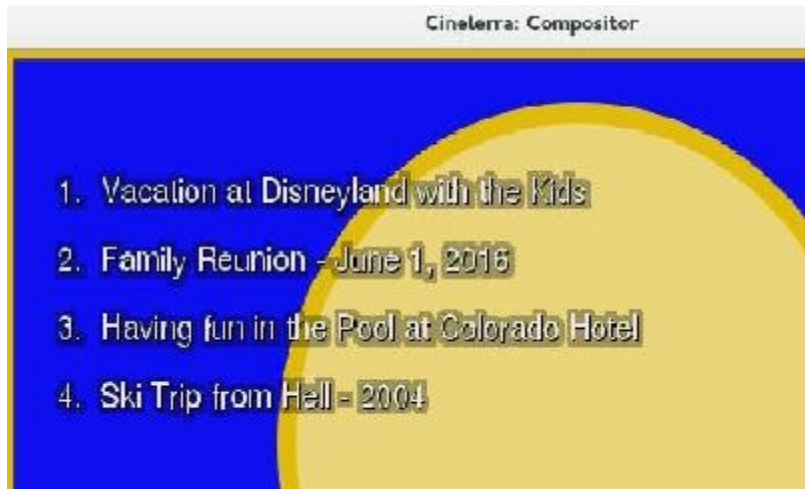 Cinelerra: Compositor
1. Vacation at Disneyland with the Kids
2. Family Reunion - June 1, 2016
3. Having fun in the Pool at Colorado Hotel
4. Ski Trip from Hell - 2004